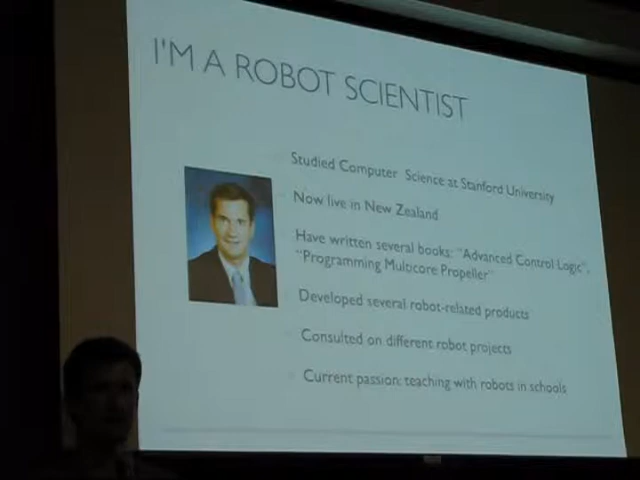 I'M A ROBOT SCIENTIST
Studied Computer Science at Stanford University
Now live in New Zealand
Have written several books: "Advanced Control Logic",
"Programming Multicore Propeller"
Developed several robot-related products
Consulted on different robot projects
Current passion: teaching with robots in schools